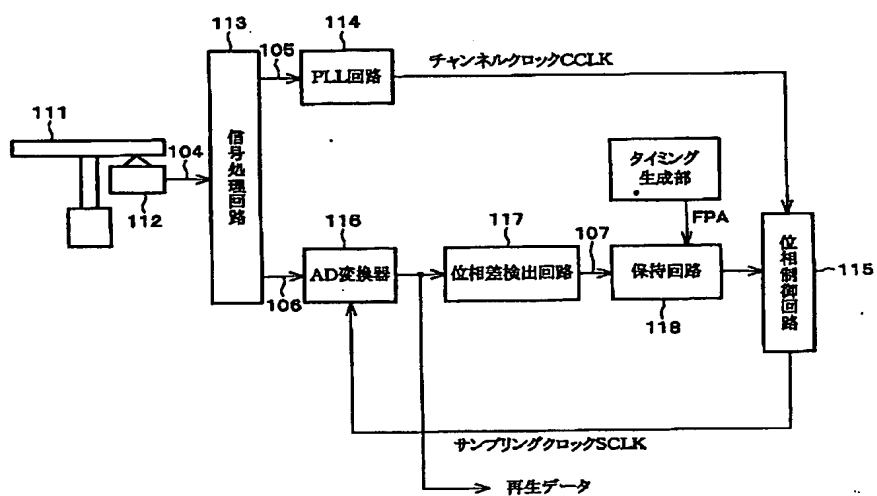 113
114
105
PLL回路
チャンネルクロックCCLK
111
104
信号処理回路
タイミング
生成部
112
116
117
107
FPA
106
AD変換器
位相差検出回路
保持回路
位相制御回路
115
118
サンプリングクロックSCLK
再生データ